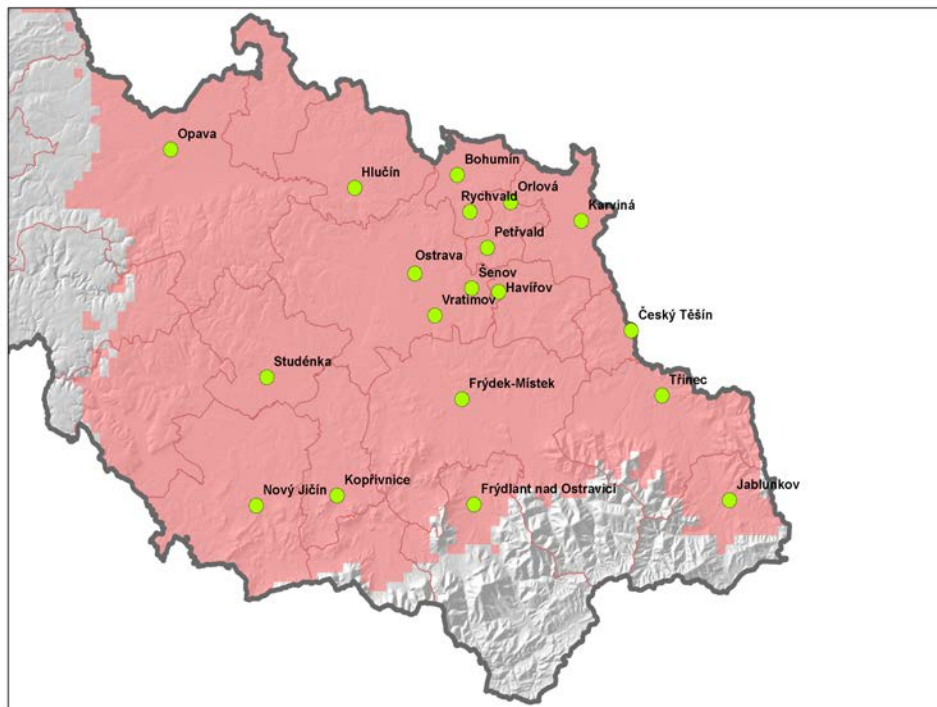 Opava
Bohumín
Hlučín
Orlová
Rychvald
Karviná
Petřvald
Ostrava
Šenov
Havířov
Vratimov
Český Těšín
Studénka
Třinec
Frýdek-Místek
Kopřivnice
Nový Jičín
Frýdlant nad Ostravicí
Jablunkov